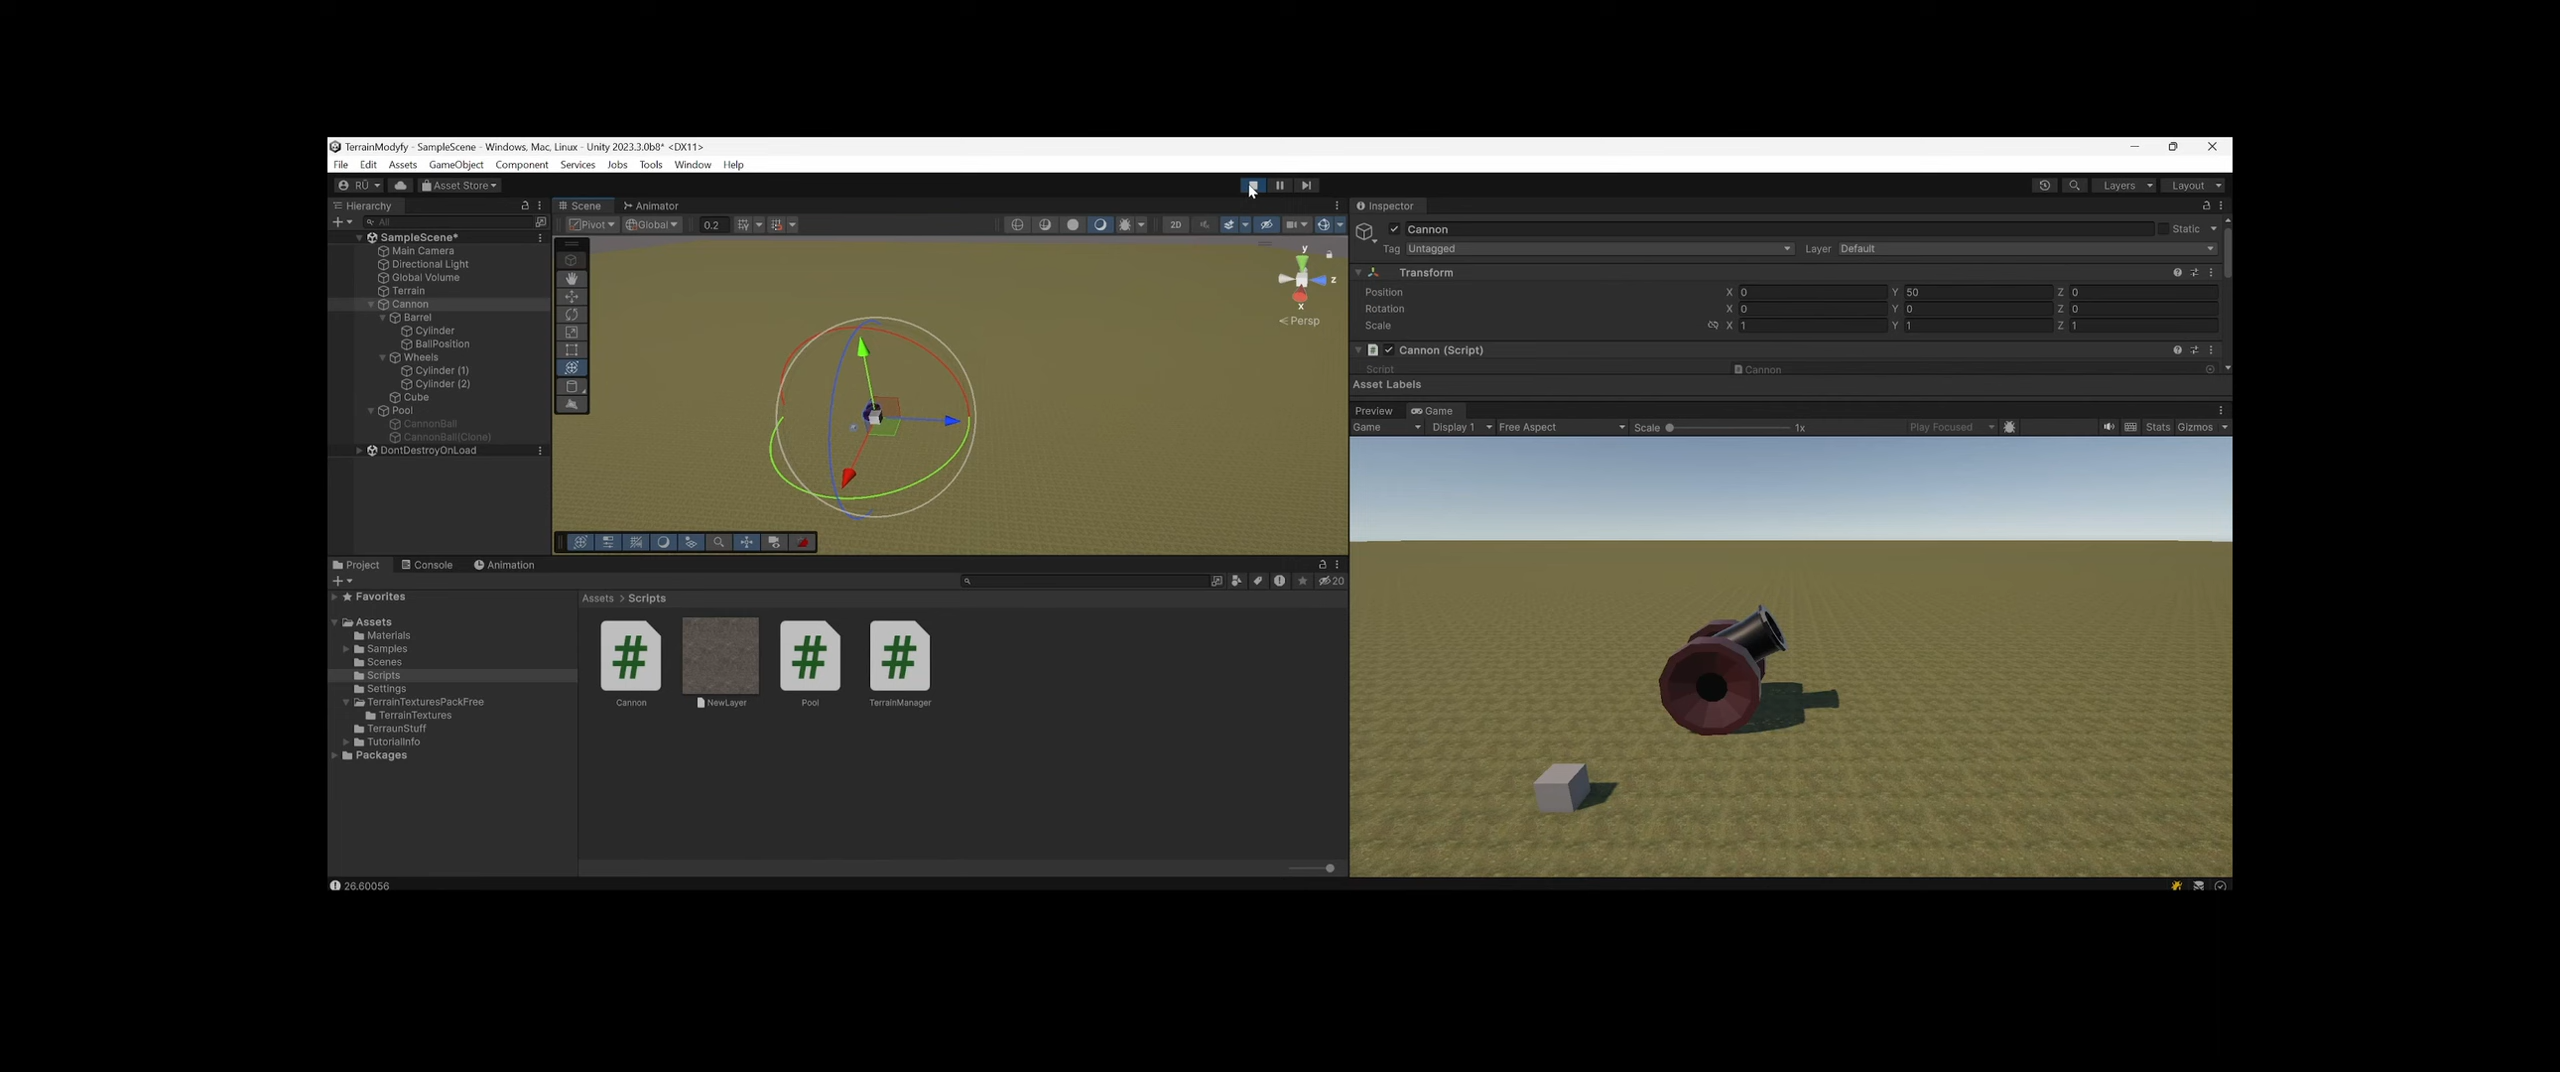 TerrainModyfy - SampleScene - Windows, Mac, Linux - Unity 2023.3.0b8* <DX11>
File Edit Assets GameObject Component Services Jobs Tools Window Help
RÜ Asset Store Layers Layout
Hierarchy
All
SampleScene*
Main Camera
Directional Light
Global Volume
Terrain
Cannon
Barrel
Cylinder
BallPosition
Wheels
Cylinder (1)
Cylinder (2)
Cube
Pool
CannonBall
CannonBall(Clone)
DontDestroyOnLoad
Scene Animator
Pivot Global 0.2 2D
y
z
x
Persp
Inspector
Cannon Static
Tag Untagged Layer Default
Transform
Position X 0 Y 50 Z 0
Rotation X 0 Y 0 Z 0
Scale X 1 Y 1 Z 1
Cannon (Script)
Script Cannon
Asset Labels
Preview Game
Game Display 1 Free Aspect Scale 1x Play Focused Stats Gizmos
Project Console Animation
20
Favorites
Assets
Materials
Samples
Scenes
Scripts
Settings
TerrainTexturesPackFree
TerrainTextures
TerraunStuff
TutorialInfo
Packages
Assets > Scripts
# # #
Cannon NewLayer Pool TerrainManager
26.60056